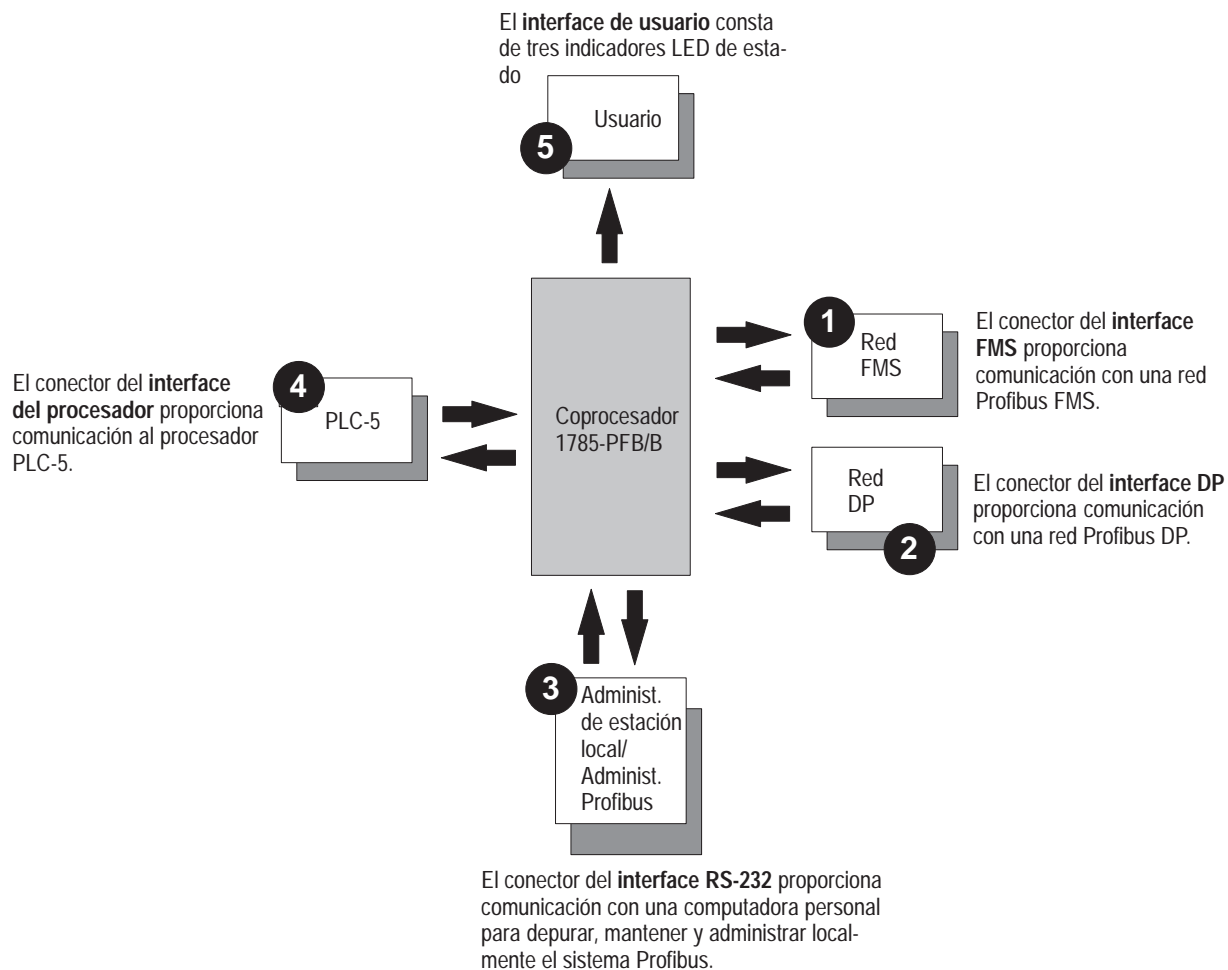 El interface de usuario consta
de tres indicadores LED de esta-
do
Usuario
5
1
Red
FMS
El conector del interface
FMS proporciona
comunicación con una red
Profibus FMS.
El conector del interface
del procesador proporciona
comunicación al procesador
PLC-5.
4
PLC-5
Coprocesador
1785-PFB/B
Red
DP
2
El conector del interface DP
proporciona comunicación
con una red Profibus DP.
3
Administ.
de estación
local/
Administ.
Profibus
El conector del interface RS-232 proporciona
comunicación con una computadora personal
para depurar, mantener y administrar local-
mente el sistema Profibus.